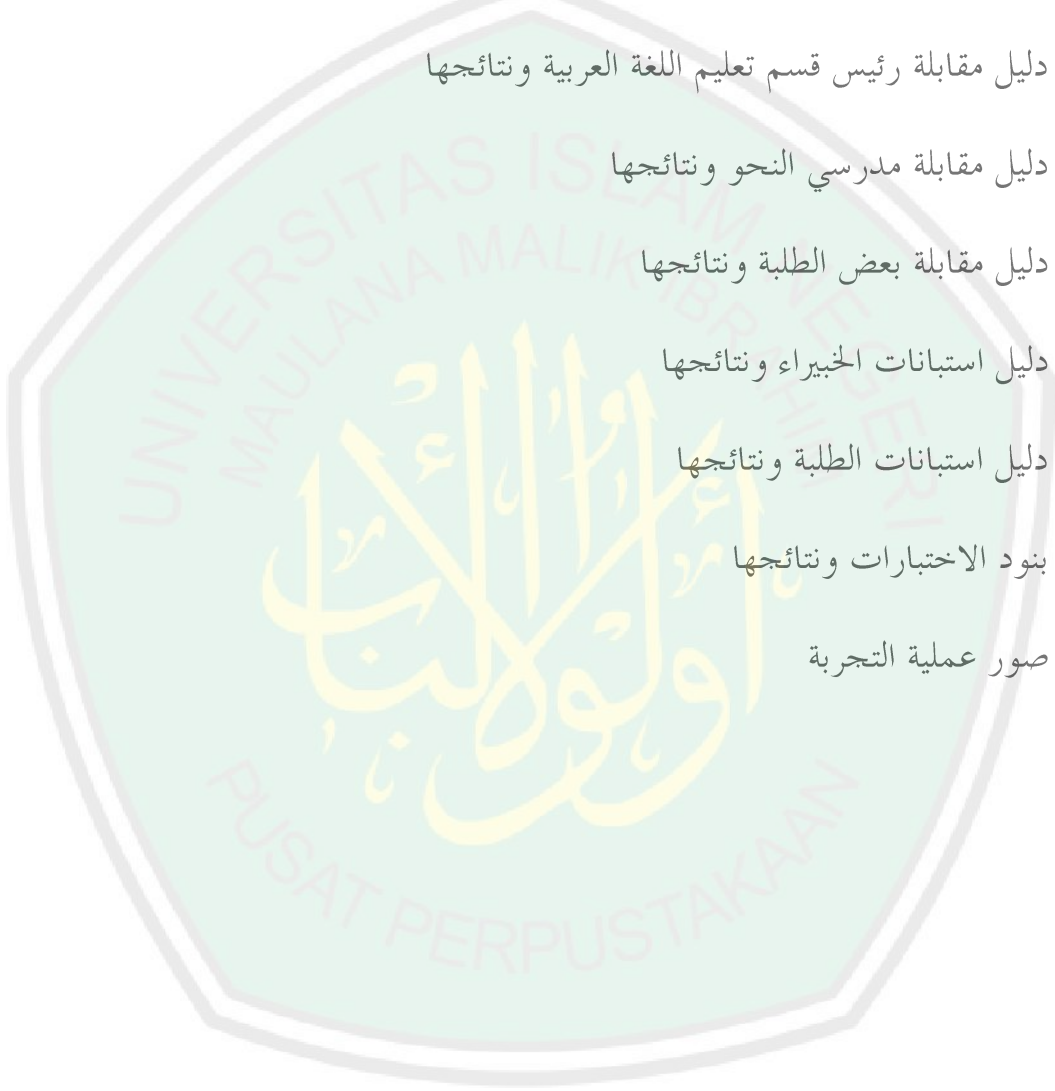 دليل مقابلة رئيس قسم تعليم اللغة العربية ونتائجها
دليل مقابلة مدرسي النحو ونتائجها
دليل مقابلة بعض الطلبة ونتائجها
دليل استبانات الخبيراء ونتائجها
دليل استبانات الطلبة ونتائجها
بنود الاختبارات ونتائجها
صور عملية التجربة
UNIVERSITAS ISLAM NEGERI
MAULANA MALIK IBRAHIM
PUSAT PERPUSTAKAAN